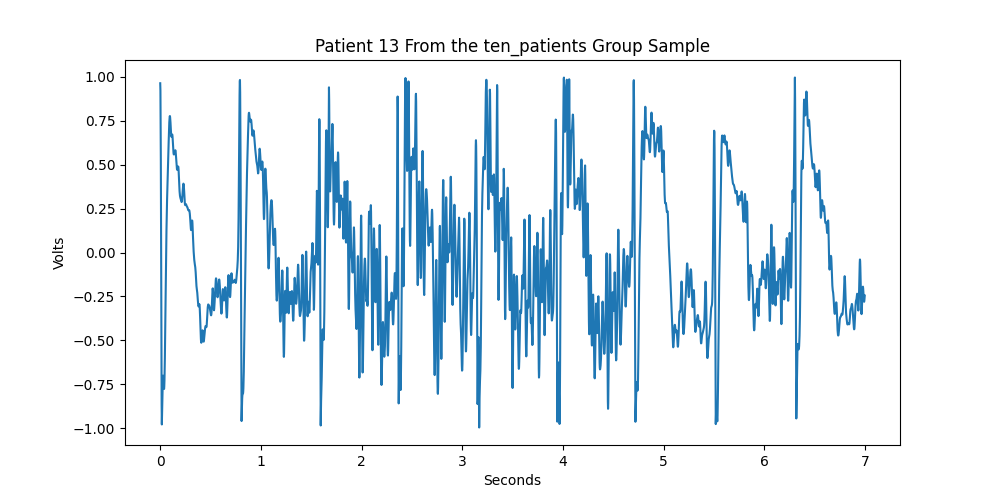 Patient 13 From the ten_patients Group Sample
1.00
0.75
0.50
0.25
0.00
−0.25
−0.50
−0.75
−1.00
Volts
0 1 2 3 4 5 6 7
Seconds